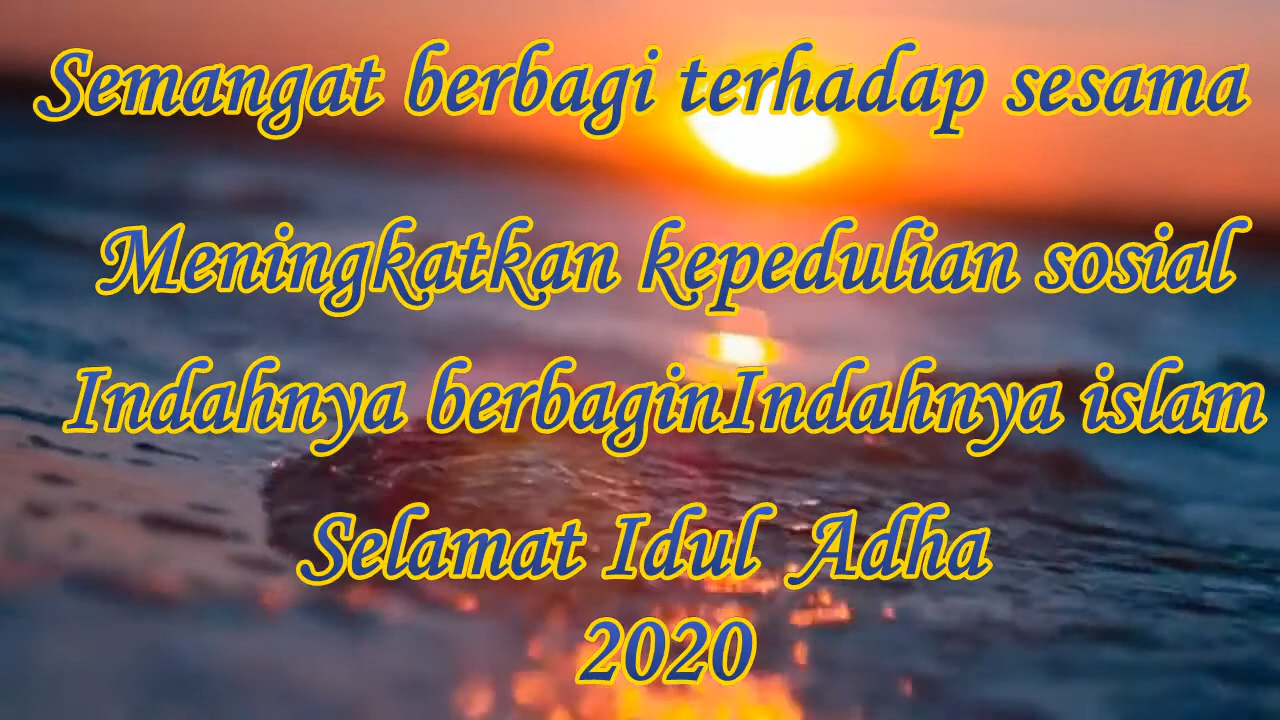 Semangat berbagi terhadap sesama
Meningkatkan kepedulian sosial
Indahnya berbaginIndahnya islam
Selamat Idul Adha
2020